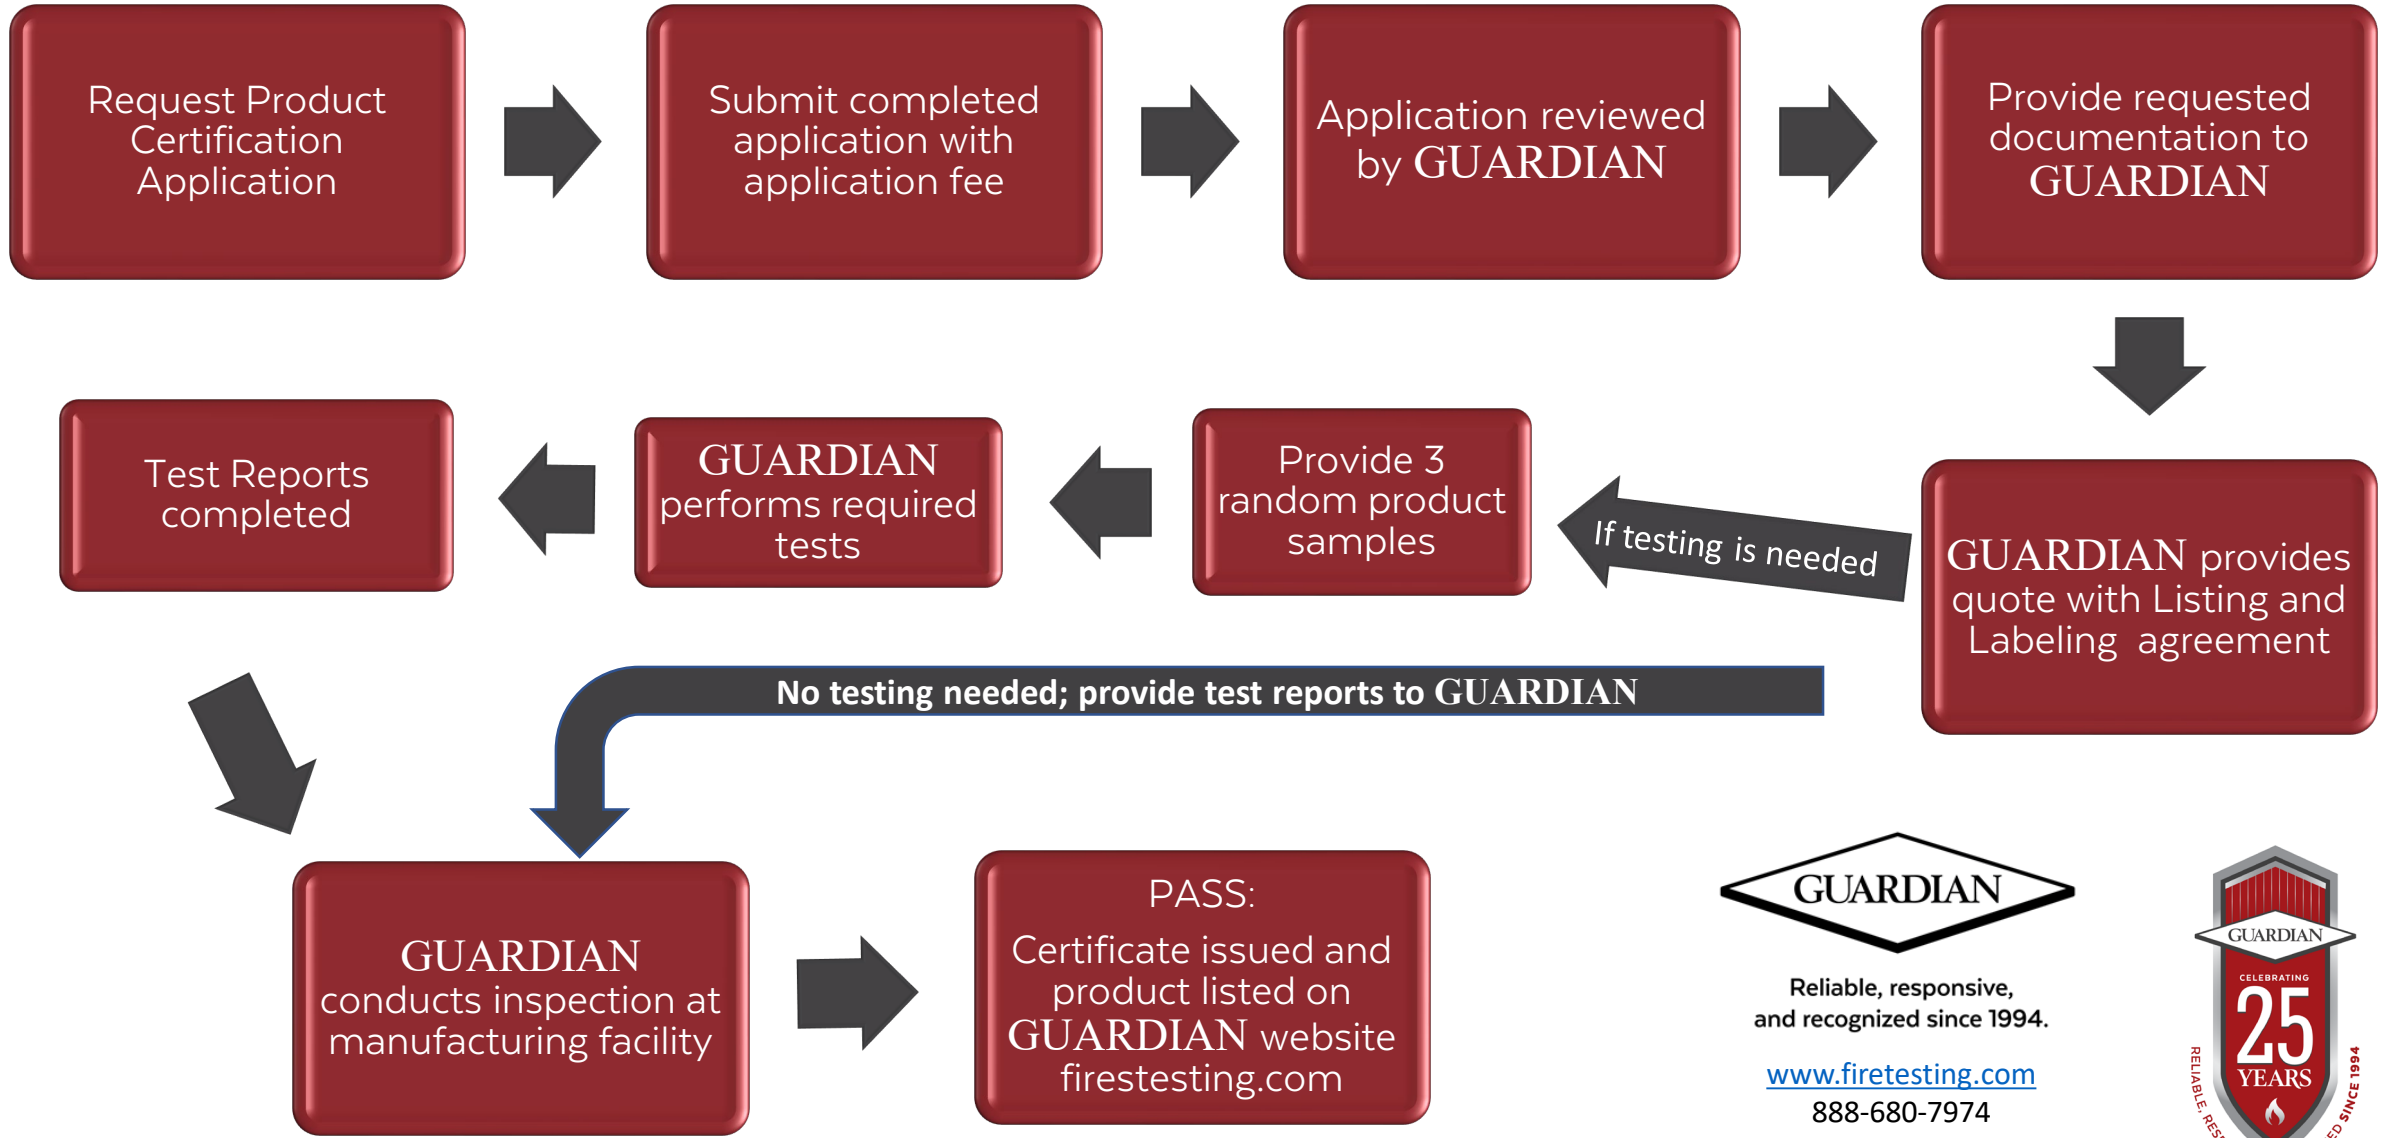 Request Product
Certification
Application
Submit completed
application with
application fee
Application reviewed
by GUARDIAN
Provide requested
documentation to
GUARDIAN
GUARDIAN provides
quote with Listing and
Labeling agreement
If testing is needed
Provide 3
random product
samples
GUARDIAN
performs required
tests
Test Reports
completed
No testing needed; provide test reports to GUARDIAN
GUARDIAN
conducts inspection at
manufacturing facility
PASS:
Certificate issued and
product listed on
GUARDIAN website
firestesting.com
GUARDIAN
Reliable, responsive,
and recognized since 1994.
www.firetesting.com
888-680-7974
GUARDIAN
CELEBRATING
25
YEARS
RELIABLE,
SINCE 1994